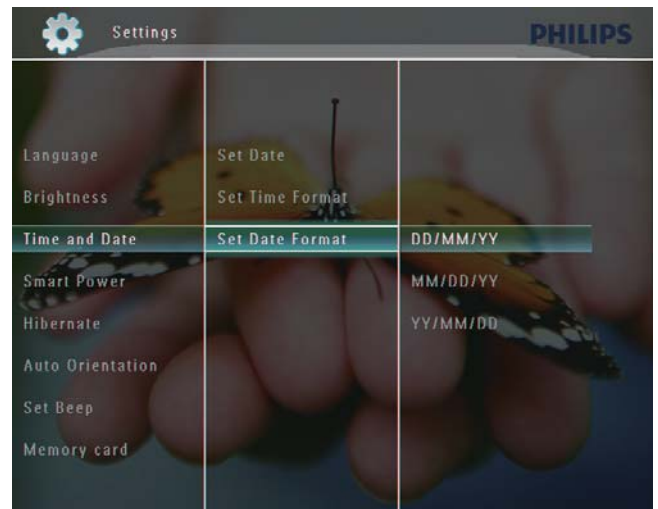 Settings
PHILIPS
Language
Brightness
Time and Date
Smart Power
Hibernate
Auto Orientation
Set Beep
Memory card
Set Date
Set Time Format
Set Date Format
DD/MM/YY
MM/DD/YY
YY/MM/DD